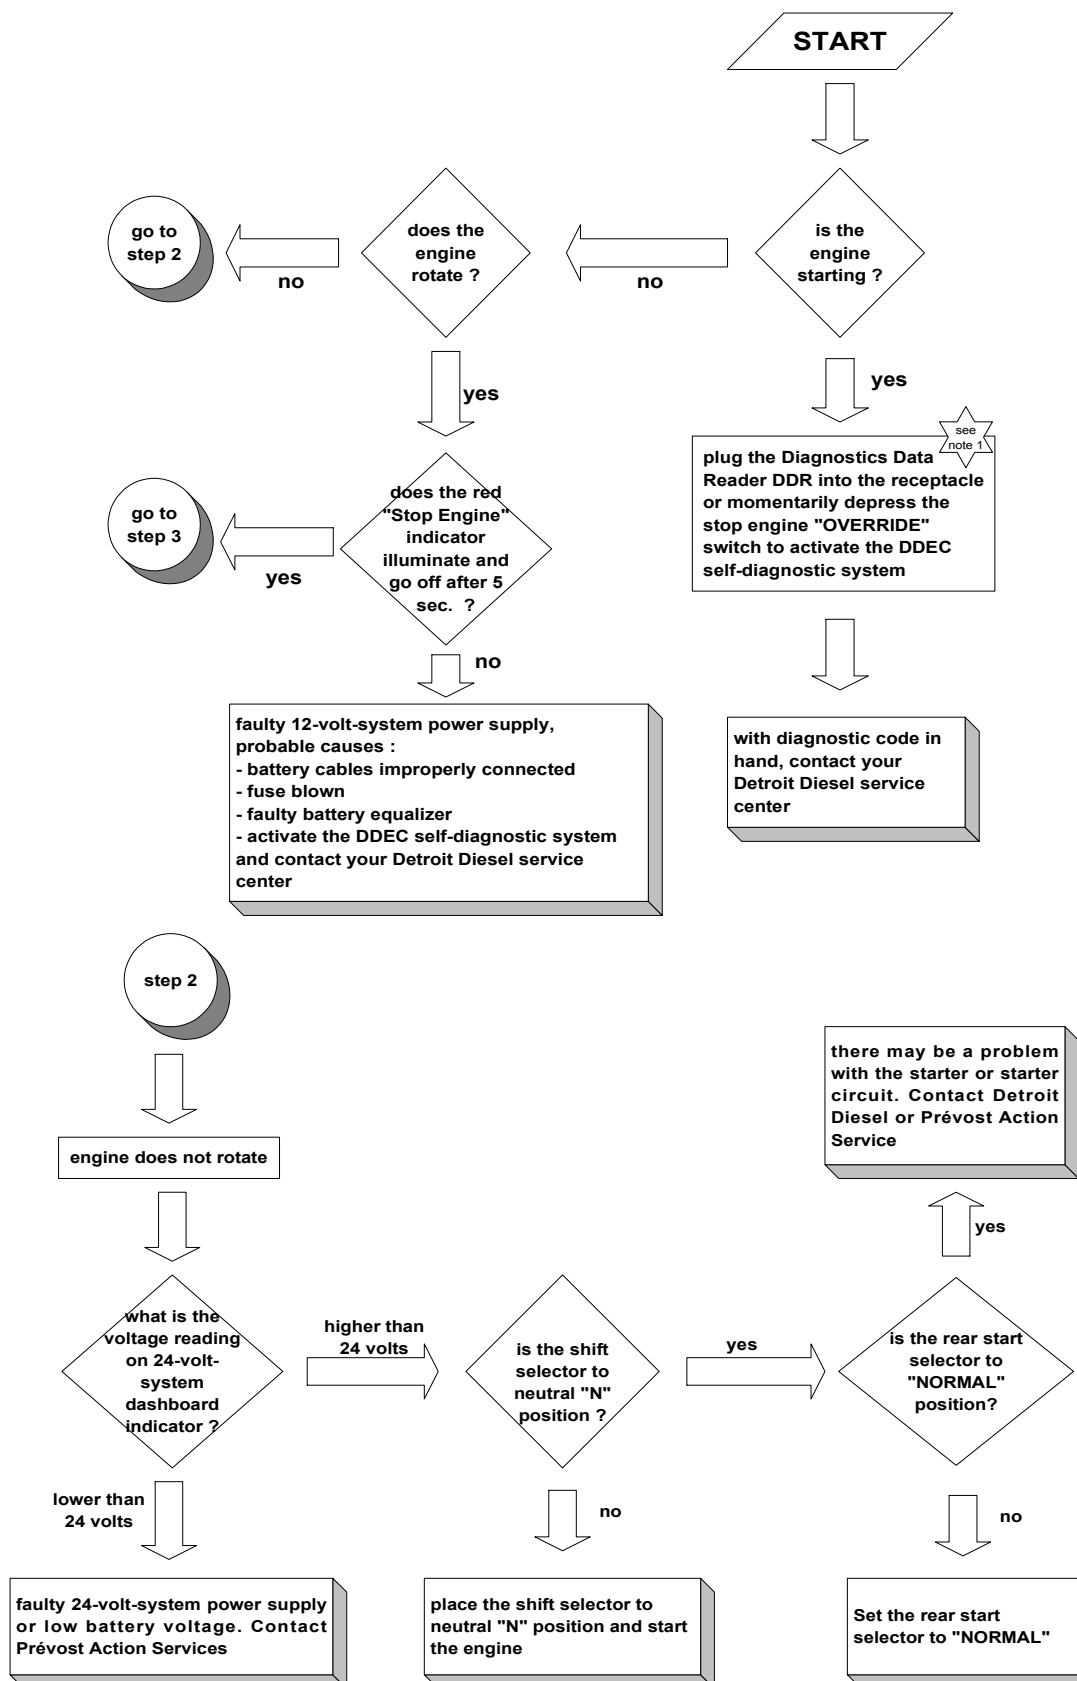 START
is the
engine
starting ?
no
does the
engine
rotate ?
no
go to
step 2
yes
yes
see
note 1
plug the Diagnostics Data
Reader DDR into the receptacle
or momentarily depress the
stop engine "OVERRIDE"
switch to activate the DDEC
self-diagnostic system
does the red
"Stop Engine"
indicator
illuminate and
go off after 5
sec. ?
yes
go to
step 3
no
faulty 12-volt-system power supply,
probable causes :
- battery cables improperly connected
- fuse blown
- faulty battery equalizer
- activate the DDEC self-diagnostic system
and contact your Detroit Diesel service
center
with diagnostic code in
hand, contact your
Detroit Diesel service
center
step 2
engine does not rotate
what is the
voltage reading
on 24-volt-
system
dashboard
indicator ?
higher than
24 volts
is the shift
selector to
neutral "N"
position ?
yes
is the rear start
selector to
"NORMAL"
position?
yes
there may be a problem
with the starter or starter
circuit. Contact Detroit
Diesel or Prévost Action
Service
lower than
24 volts
no
no
faulty 24-volt-system power supply
or low battery voltage. Contact
Prévost Action Services
place the shift selector to
neutral "N" position and start
the engine
Set the rear start
selector to "NORMAL"